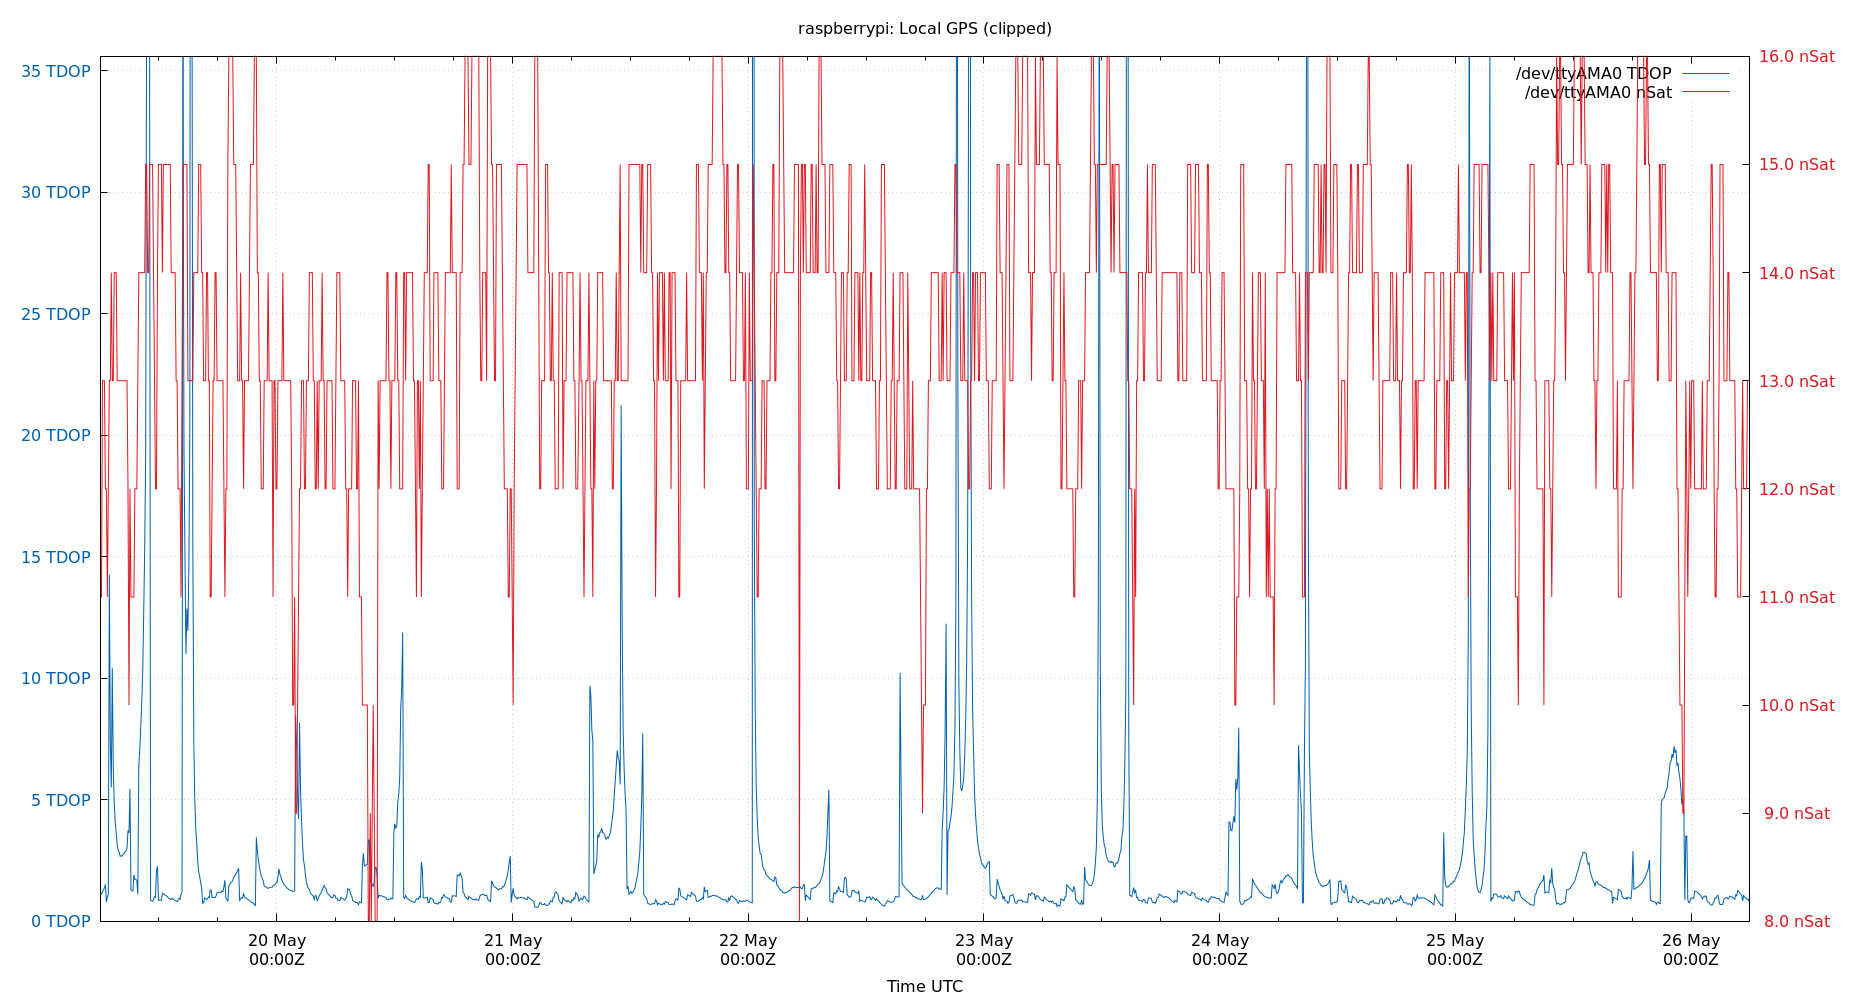 raspberrypi: Local GPS (clipped)
35 TDOP
30 TDOP
25 TDOP
20 TDOP
15 TDOP
10 TDOP
5 TDOP
0 TDOP
16.0 nSat
15.0 nSat
14.0 nSat
13.0 nSat
12.0 nSat
11.0 nSat
10.0 nSat
9.0 nSat
8.0 nSat
/dev/ttyAMA0 TDOP
/dev/ttyAMA0 nSat
20 May
00:00Z
21 May
00:00Z
22 May
00:00Z
23 May
00:00Z
24 May
00:00Z
25 May
00:00Z
26 May
00:00Z
Time UTC